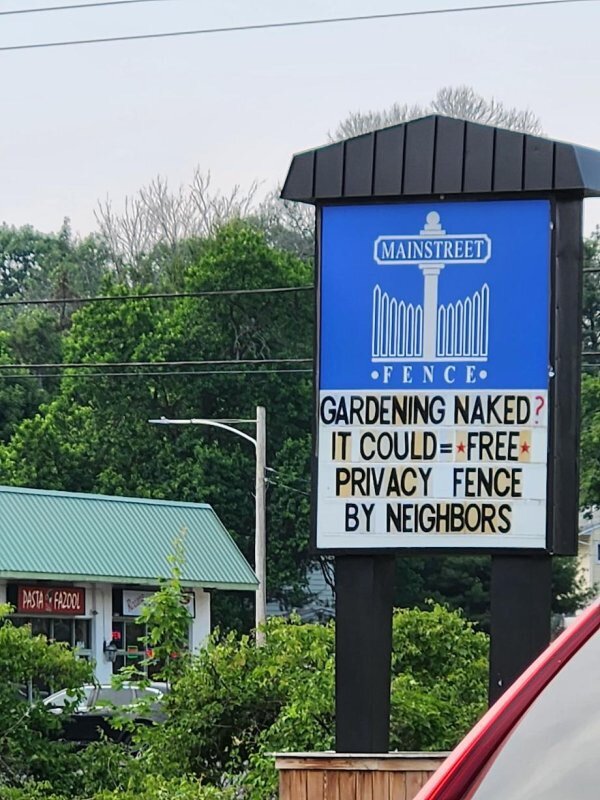 MAINSTREET
•FENCE•
GARDENING NAKED?
IT COULD=★FREE★
PRIVACY FENCE
BY NEIGHBORS
PASTA FAZOOL